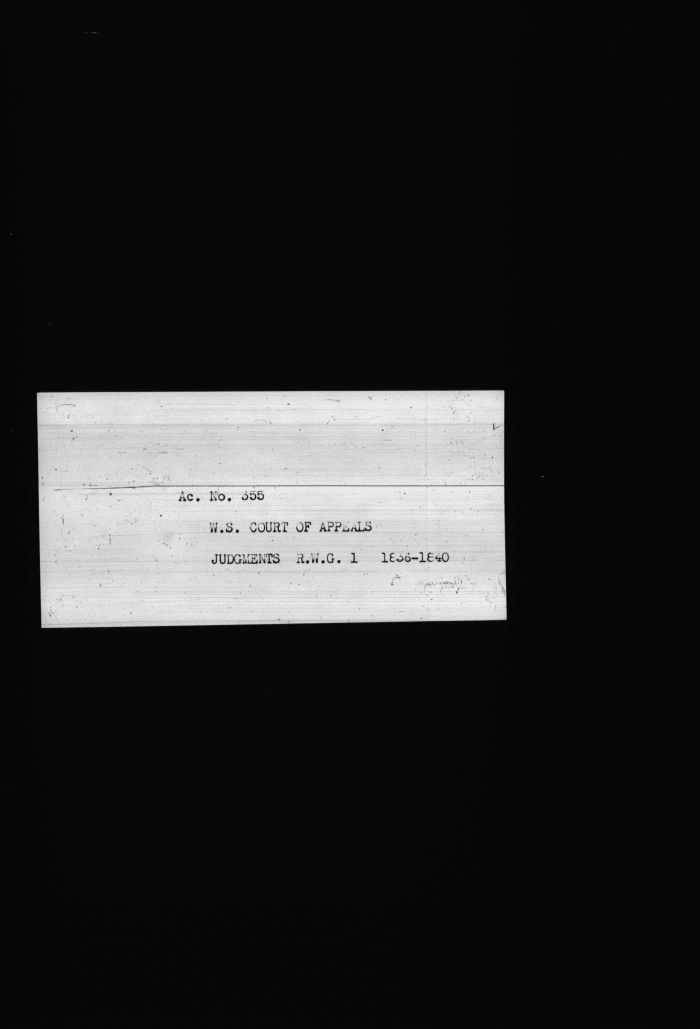 Ac. No. 355
W.S. COURT OF APPEALS
JUDGMENTS R.W.G. 1 1836-1840